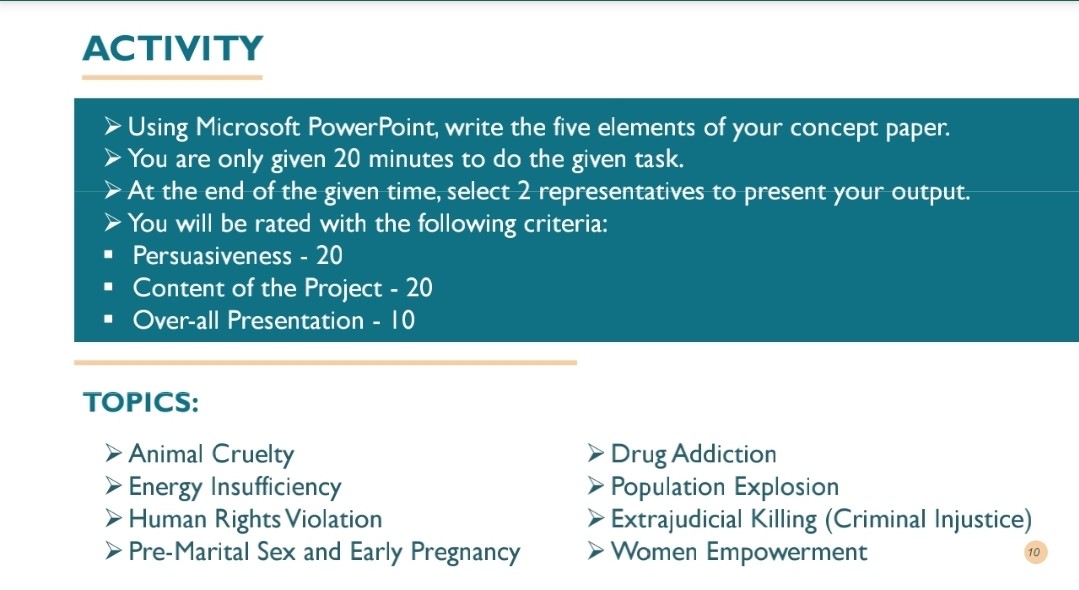 ACTIVITY
➢ Using Microsoft PowerPoint, write the five elements of your concept paper.
➢ You are only given 20 minutes to do the given task.
➢ At the end of the given time, select 2 representatives to present your output.
➢ You will be rated with the following criteria:
▪ Persuasiveness - 20
▪ Content of the Project - 20
▪ Over-all Presentation - 10
TOPICS:
➢ Animal Cruelty
➢ Energy Insufficiency
➢ Human Rights Violation
➢ Pre-Marital Sex and Early Pregnancy
➢ Drug Addiction
➢ Population Explosion
➢ Extrajudicial Killing (Criminal Injustice)
➢ Women Empowerment
10